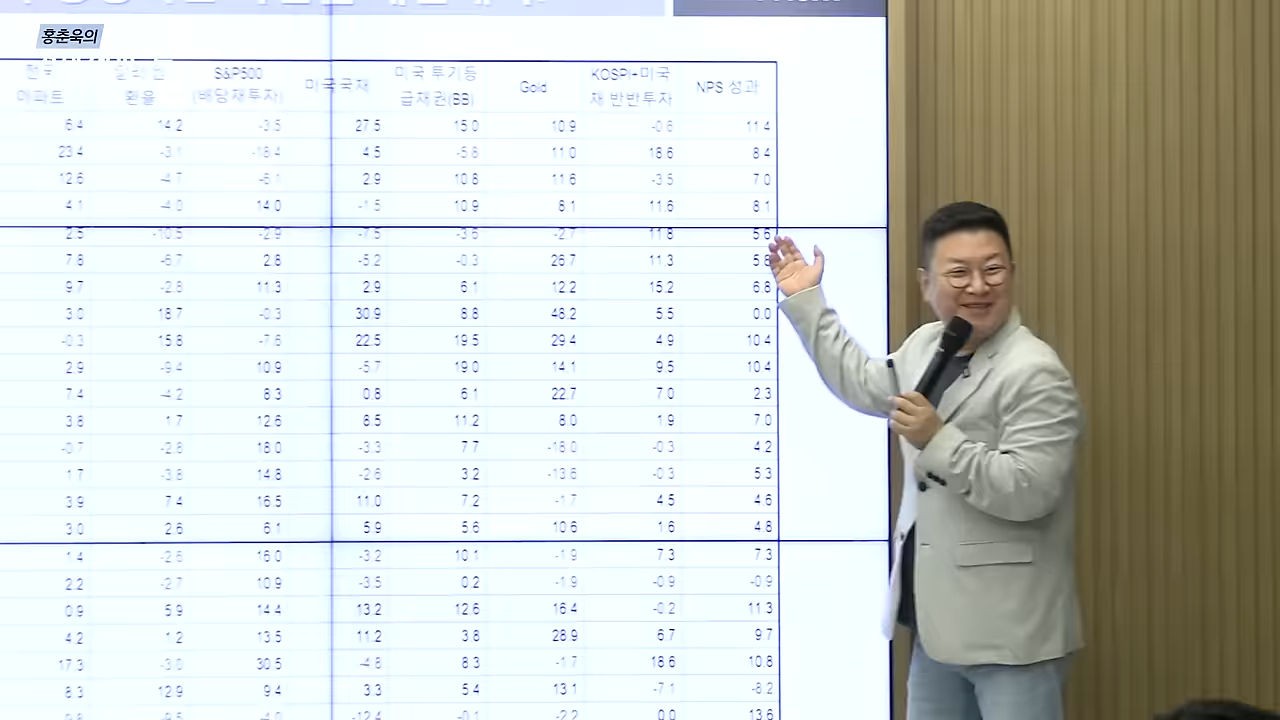 홍춘욱의
전국 아파트 달러/원 환율 S&P500 (배당재투자) 미국국채 미국 투기등급채권(BB) Gold KOSPI+미국채 반반투자 NPS 성과
6.4 14.2 -3.5 27.5 15.0 10.9 -0.6 11.4
23.4 -3.1 -18.4 4.5 -5.8 11.0 18.6 8.4
12.6 -4.7 -6.1 2.9 10.8 11.6 -3.5 7.0
4.1 -4.0 14.0 -1.5 10.9 8.1 11.6 8.1
2.5 -10.5 -2.9 -7.5 -3.6 -2.7 11.8 5.6
7.8 -6.7 2.8 -5.2 -0.3 26.7 11.3 5.8
9.7 -2.8 11.3 2.9 6.1 12.2 15.2 6.8
3.0 18.7 -0.3 30.9 8.8 48.2 5.5 0.0
-0.3 15.8 -7.6 22.5 19.5 29.4 4.9 10.4
2.9 -9.4 10.9 -5.7 19.0 14.1 9.5 10.4
7.4 -4.2 8.3 0.8 6.1 22.7 7.0 2.3
3.8 1.7 12.6 8.5 11.2 8.0 1.9 7.0
-0.7 -2.8 18.0 -3.3 7.7 -16.0 -0.3 4.2
1.7 -3.8 14.8 -2.6 3.2 -13.6 -0.3 5.3
3.9 7.4 16.5 11.0 7.2 -1.7 4.5 4.6
3.0 2.6 6.1 5.9 5.6 10.6 1.6 4.8
1.4 -2.6 16.0 -3.2 10.1 -1.9 7.3 7.3
2.2 -2.7 10.9 -3.5 0.2 -1.9 -0.9 -0.9
0.9 5.9 14.4 13.2 12.6 16.4 -0.2 11.3
4.2 1.2 13.5 11.2 3.8 28.9 6.7 9.7
17.3 -3.0 30.5 -4.8 8.3 -1.7 18.6 10.8
8.3 12.9 9.4 3.3 5.4 13.1 -7.1 -8.2
-9.5 -4.0 -12.4 -0.1 -2.2 0.0 13.6